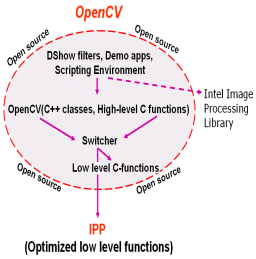 OpenCV
Open source
Open source
DShow filters, Demo apps,
Scripting Environment
Intel Image
Processing
Library
OpenCV(C++ classes, High-level C functions)
Switcher
Low level C-functions
Open source
Open source
IPP
(Optimized low level functions)